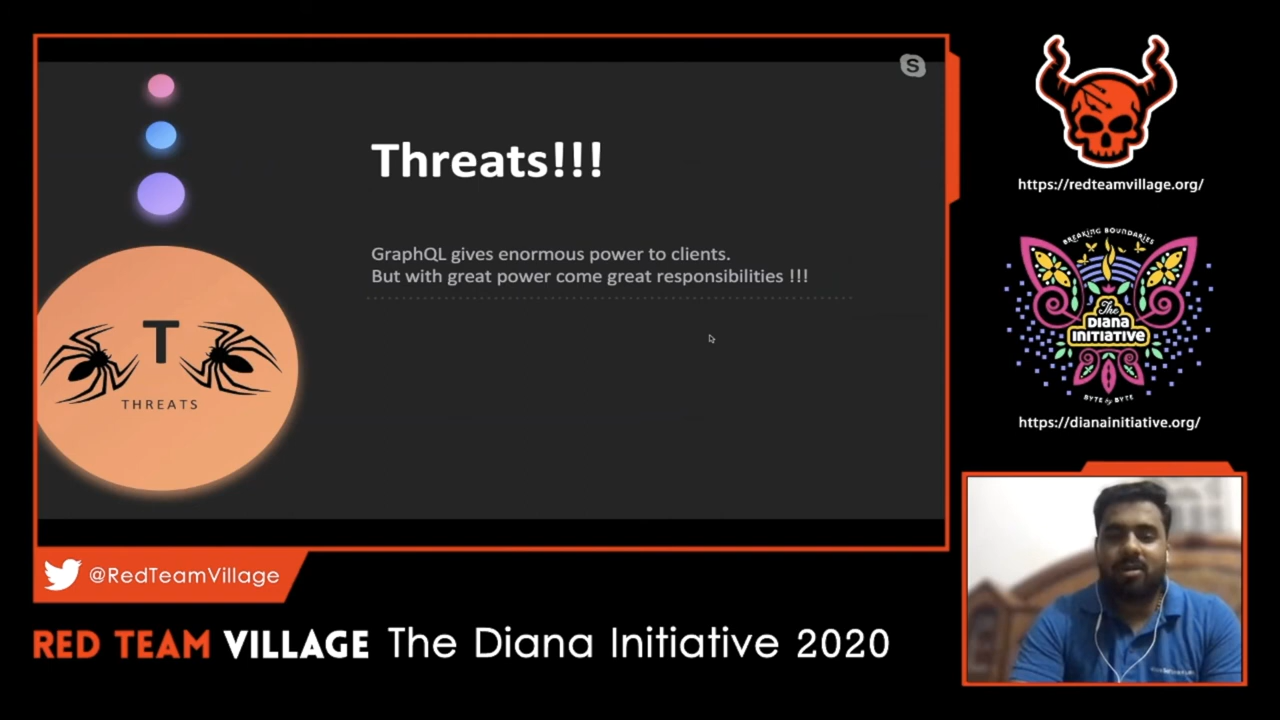 Threats!!!
GraphQL gives enormous power to clients.
But with great power come great responsibilities !!!
T
THREATS
S
@RedTeamVillage
RED TEAM VILLAGE The Diana Initiative 2020
https://redteamvillage.org/
BREAKING BOUNDARIES
The
DIANA
INITIATIVE
BYTE by BYTE
https://dianainitiative.org/